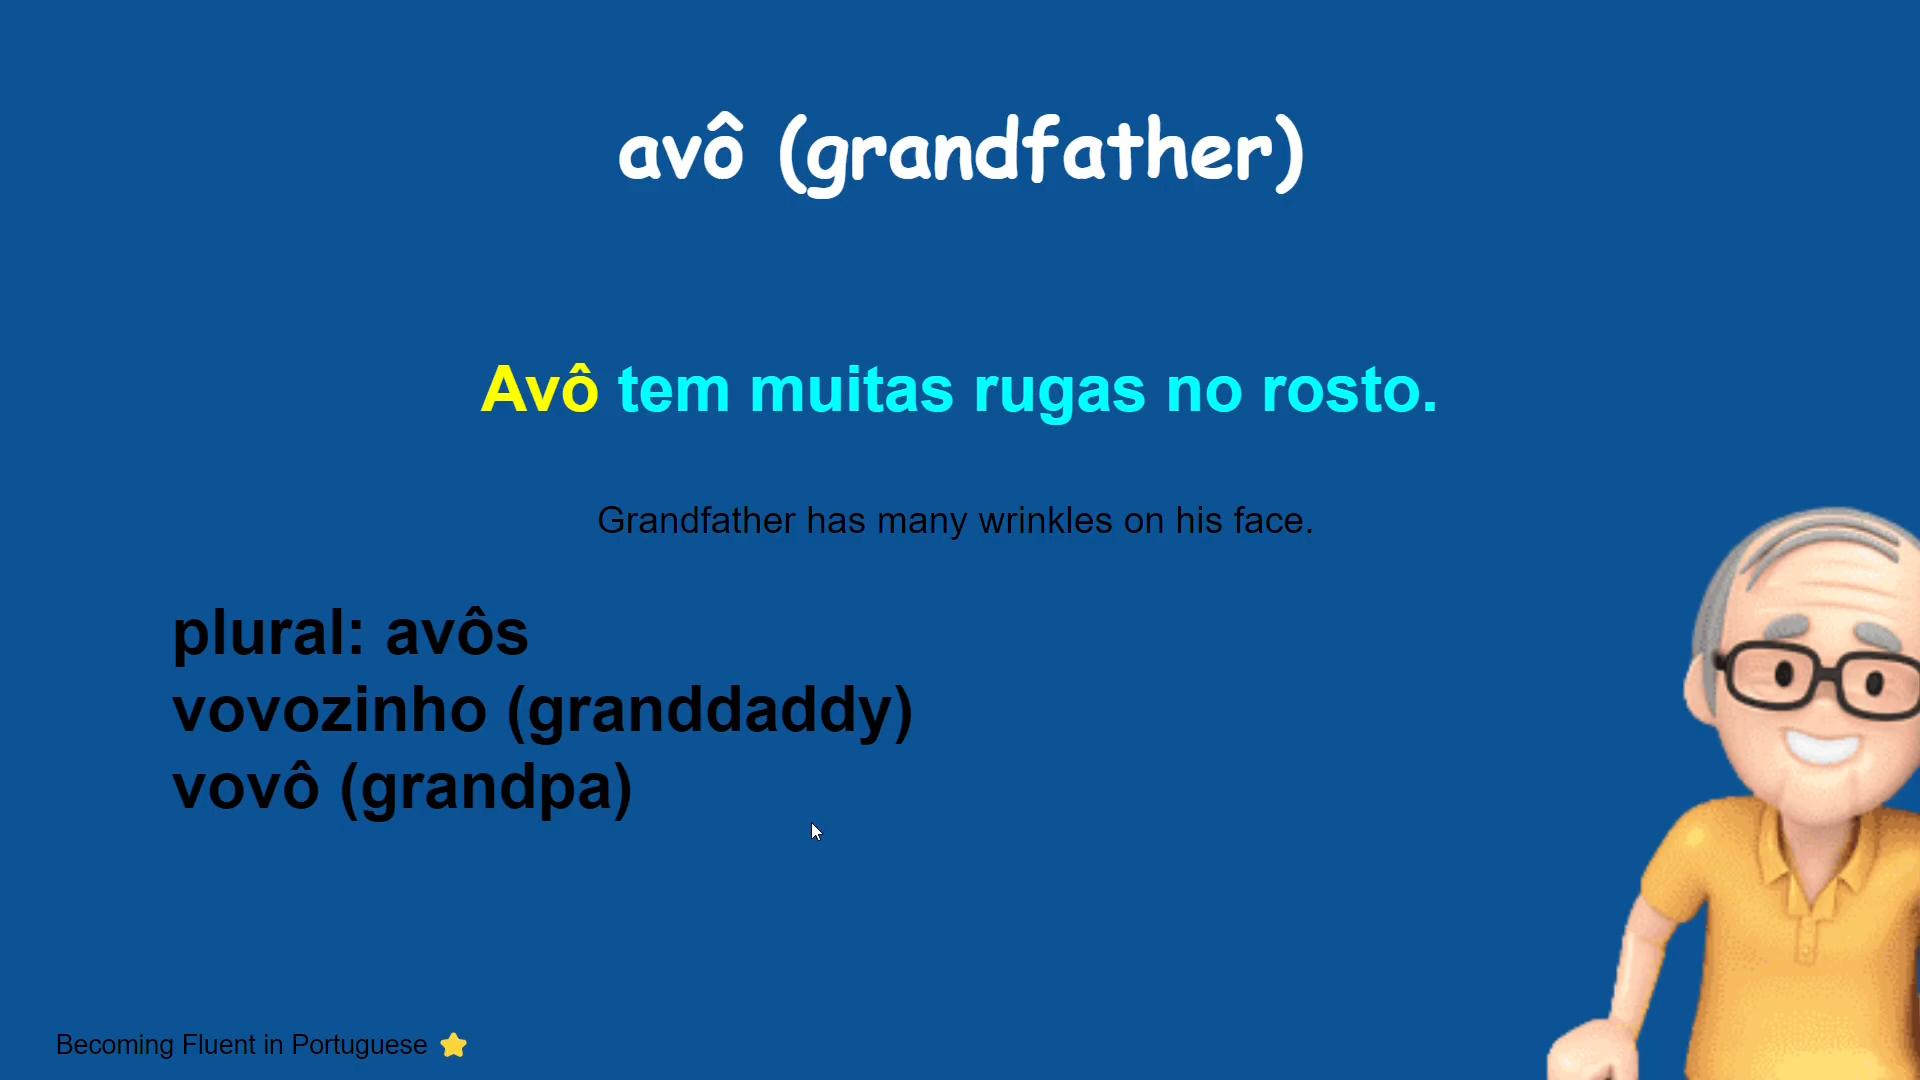 avô (grandfather)
Avô tem muitas rugas no rosto.
Grandfather has many wrinkles on his face.
plural: avôs
vovozinho (granddaddy)
vovô (grandpa)
Becoming Fluent in Portuguese